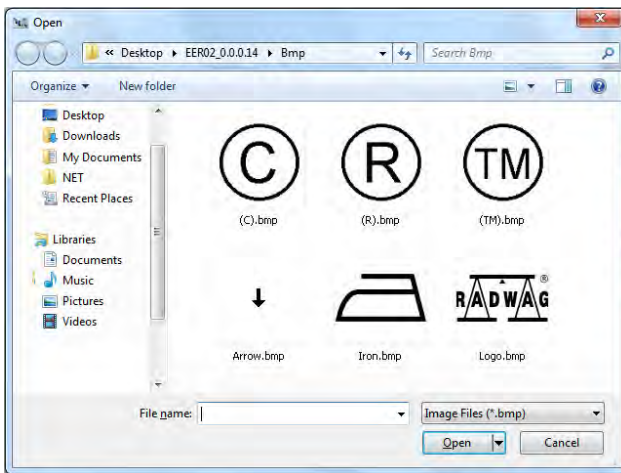 Open
« Desktop ▸ EER02_0.0.0.14 ▸ Bmp
Search Bmp
Organize ▾ New folder
Desktop
Downloads
My Documents
NET
Recent Places
Libraries
Documents
Music
Pictures
Videos
C
R
TM
(C).bmp
(R).bmp
(TM).bmp
RADWAG®
Arrow.bmp
Iron.bmp
Logo.bmp
File name:
Image Files (*.bmp)
Open
Cancel